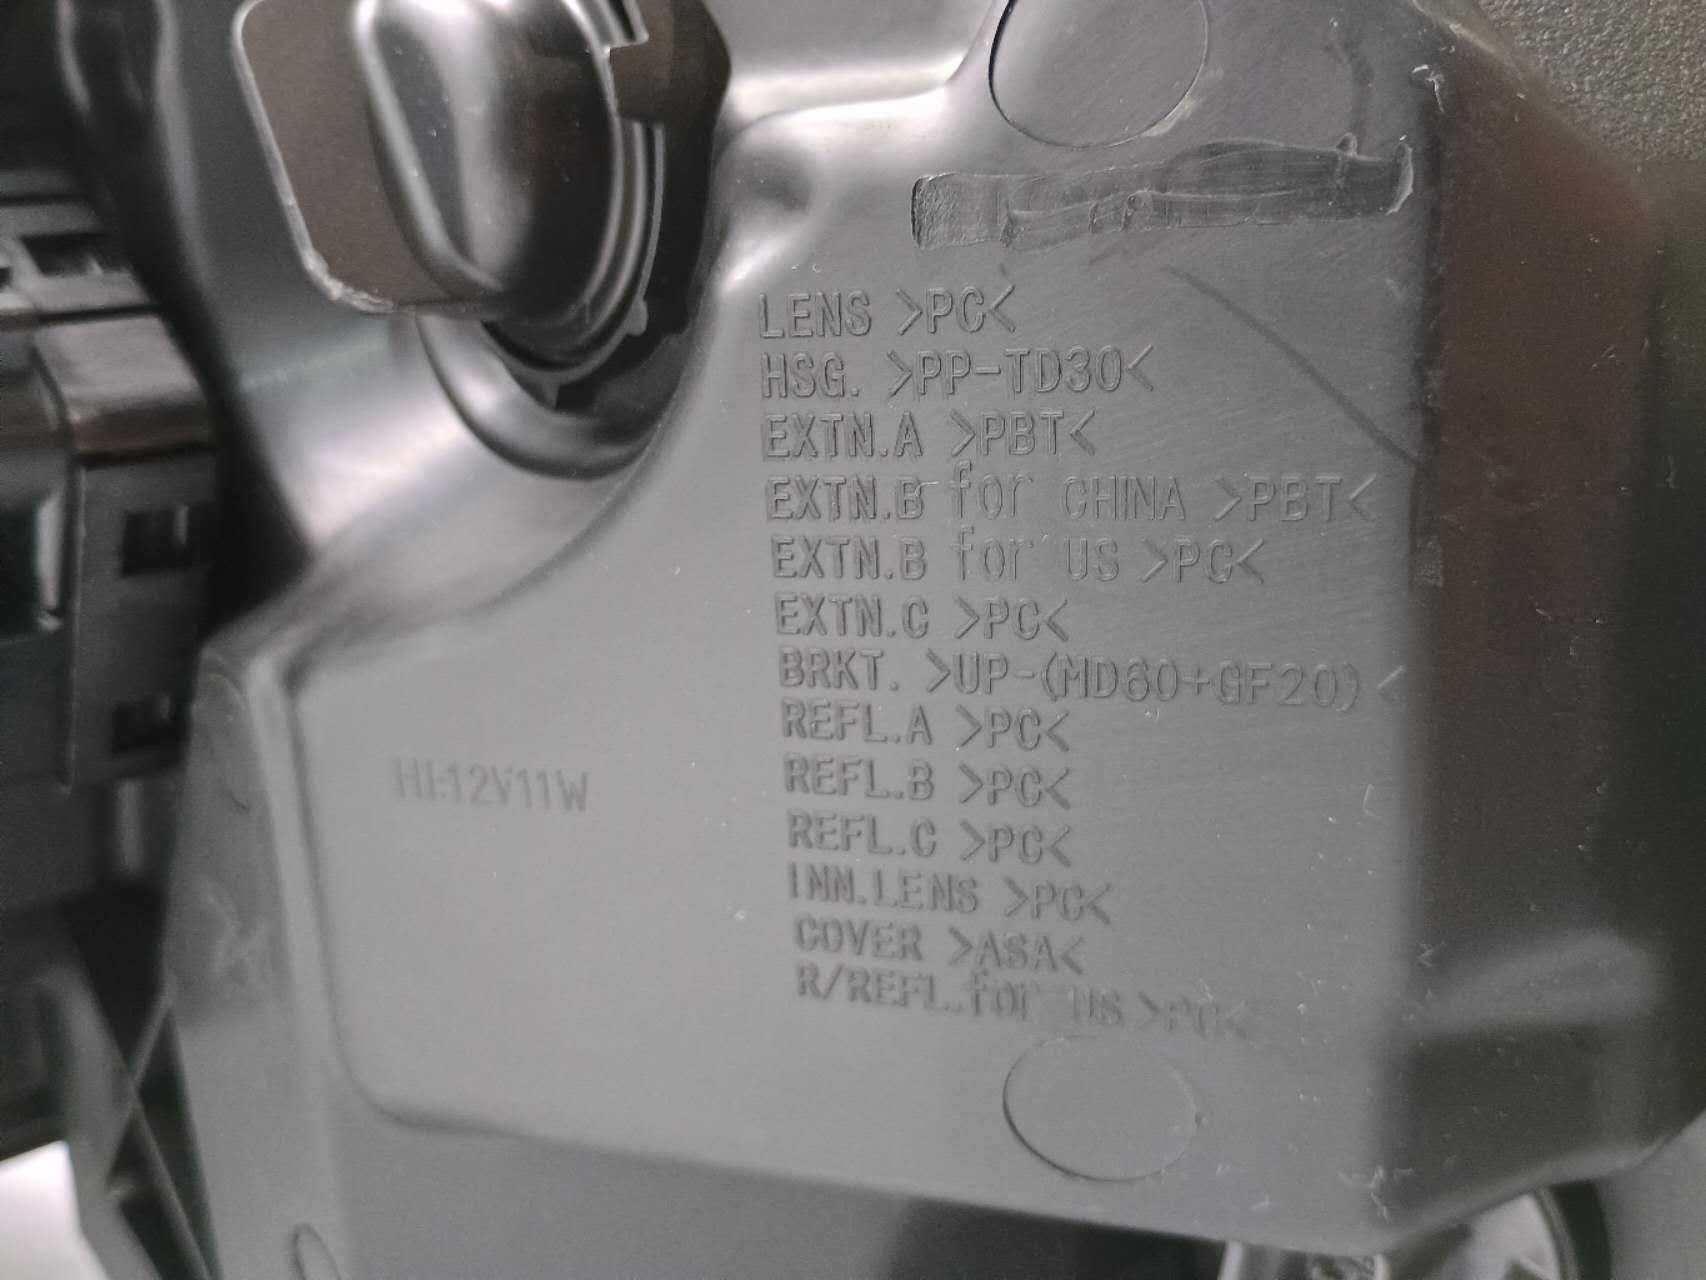 LENS >PC<
HSG. >PP-TD30<
EXTN.A >PBT<
EXTN.B for CHINA >PBT<
EXTN.B for US >PC<
EXTN.C >PC<
BRKT. >UP-(MD60+GF20)<
REFL.A >PC<
REFL.B >PC<
REFL.C >PC<
INN.LENS >PC<
COVER >ASA<
R/REFL.for US >PC<
HI:12V11W